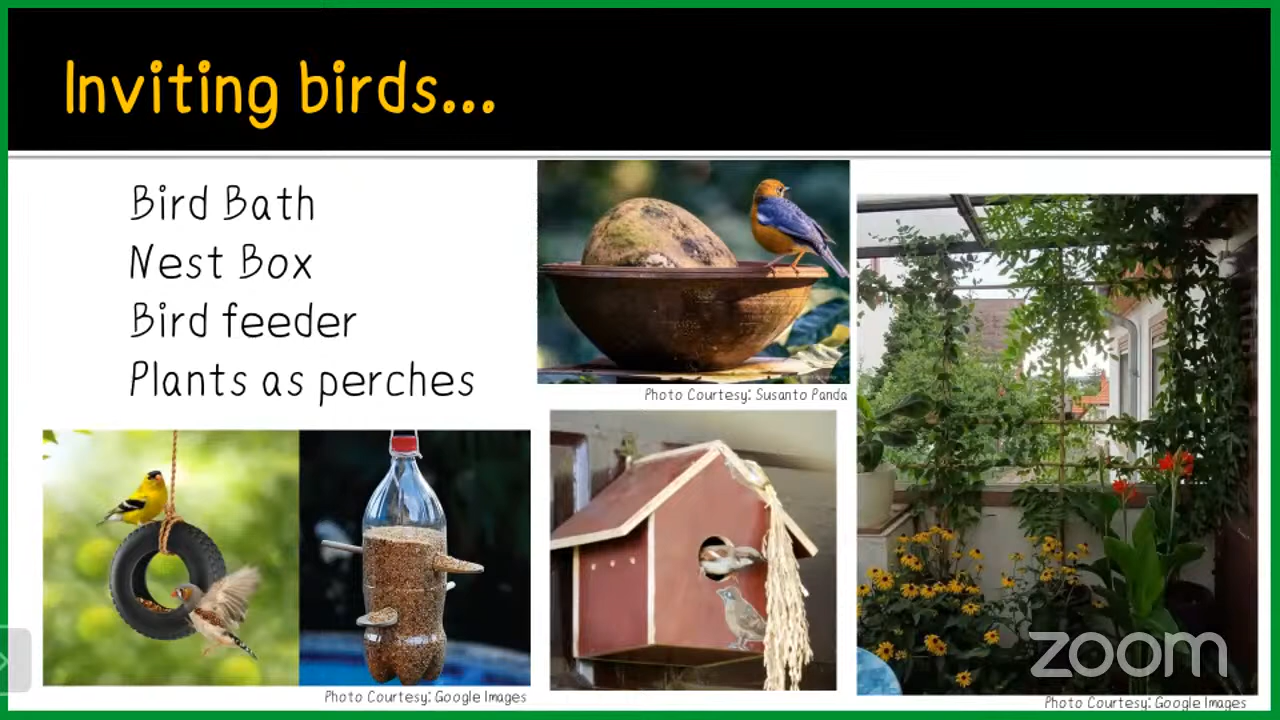 Inviting birds...
Bird Bath
Nest Box
Bird feeder
Plants as perches
Photo Courtesy: Susanto Panda
Photo Courtesy: Google Images
Photo Courtesy: Google Images
zoom